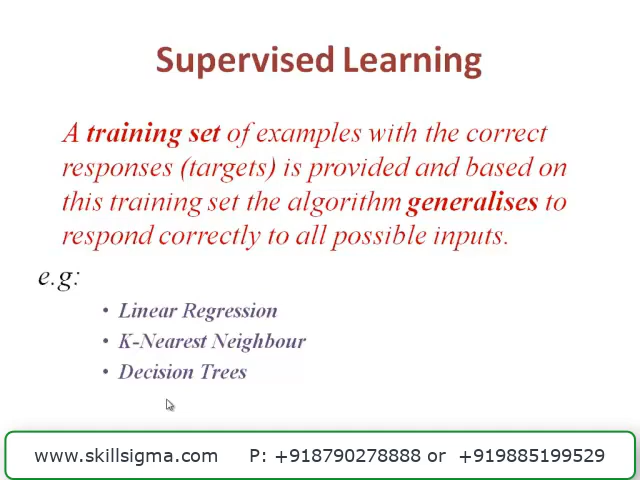 Supervised Learning
A training set of examples with the correct
responses (targets) is provided and based on
this training set the algorithm generalises to
respond correctly to all possible inputs.
e.g:
• Linear Regression
• K-Nearest Neighbour
• Decision Trees
www.skillsigma.com P: +918790278888 or +919885199529